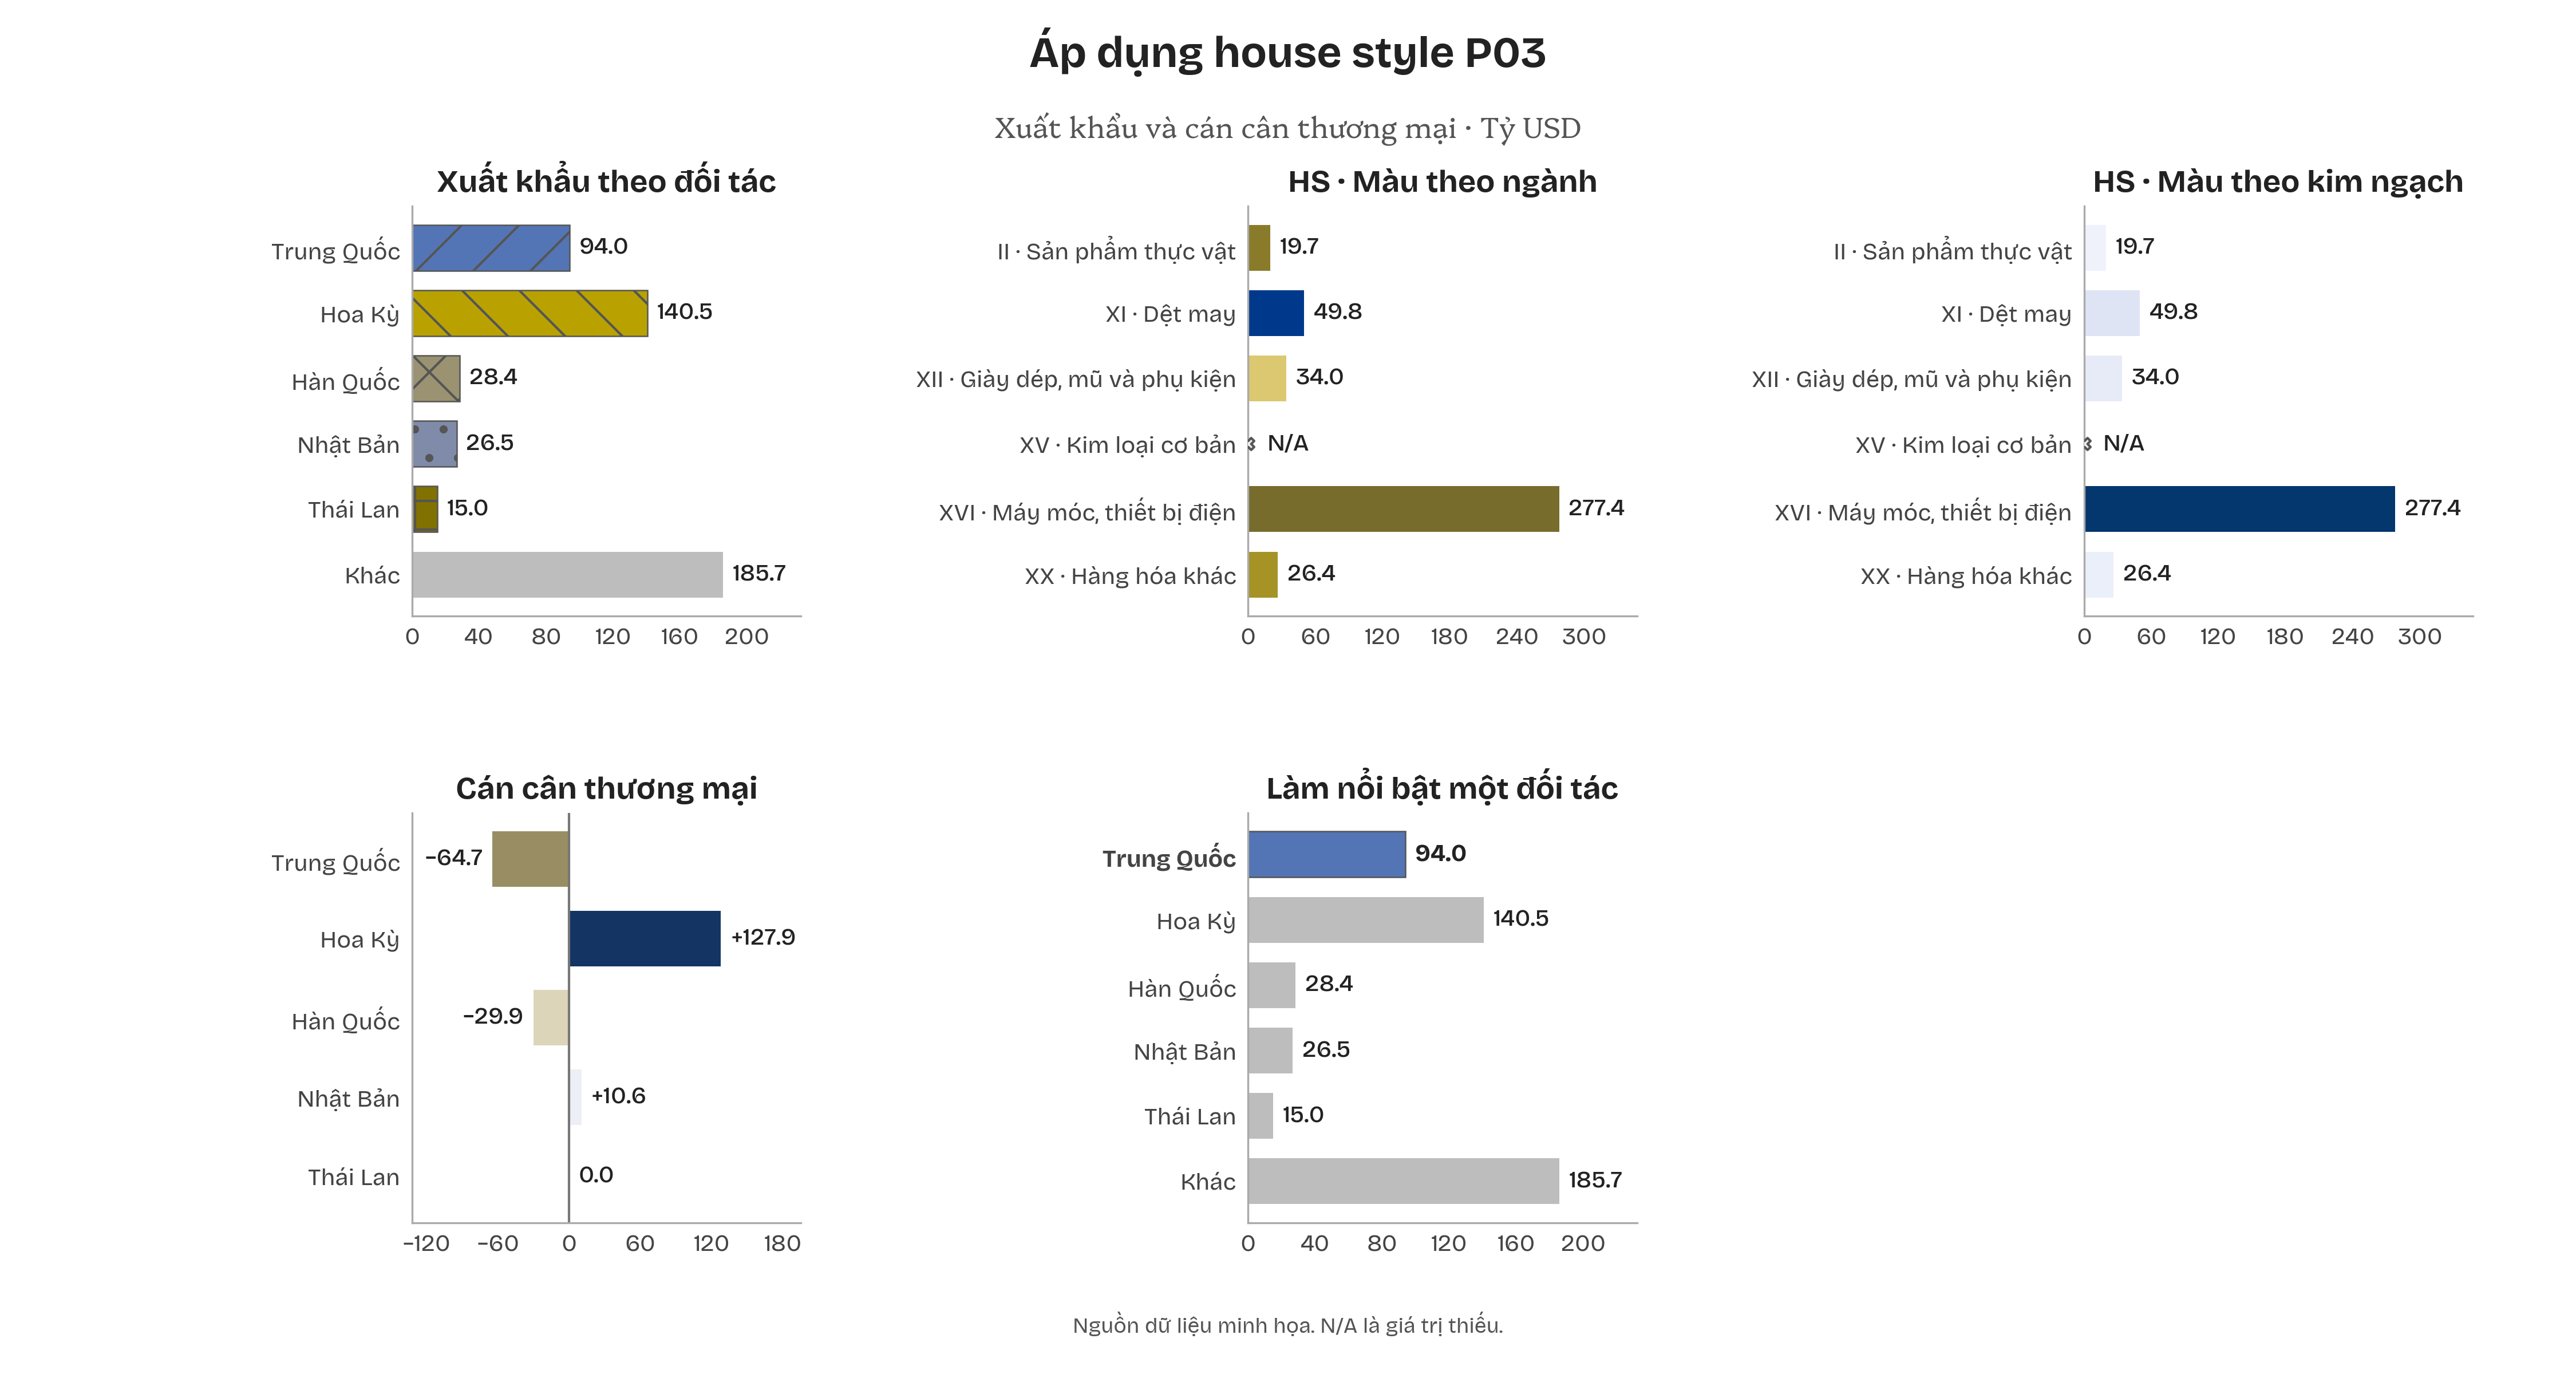 Áp dụng house style P03
Xuất khẩu và cán cân thương mại · Tỷ USD
Xuất khẩu theo đối tác
Trung Quốc 94.0
Hoa Kỳ 140.5
Hàn Quốc 28.4
Nhật Bản 26.5
Thái Lan 15.0
Khác 185.7
0 40 80 120 160 200
HS · Màu theo ngành
II · Sản phẩm thực vật 19.7
XI · Dệt may 49.8
XII · Giày dép, mũ và phụ kiện 34.0
XV · Kim loại cơ bản N/A
XVI · Máy móc, thiết bị điện 277.4
XX · Hàng hóa khác 26.4
0 60 120 180 240 300
HS · Màu theo kim ngạch
II · Sản phẩm thực vật 19.7
XI · Dệt may 49.8
XII · Giày dép, mũ và phụ kiện 34.0
XV · Kim loại cơ bản N/A
XVI · Máy móc, thiết bị điện 277.4
XX · Hàng hóa khác 26.4
0 60 120 180 240 300
Cán cân thương mại
Trung Quốc −64.7
Hoa Kỳ +127.9
Hàn Quốc −29.9
Nhật Bản +10.6
Thái Lan 0.0
−120 −60 0 60 120 180
Làm nổi bật một đối tác
Trung Quốc 94.0
Hoa Kỳ 140.5
Hàn Quốc 28.4
Nhật Bản 26.5
Thái Lan 15.0
Khác 185.7
0 40 80 120 160 200
Nguồn dữ liệu minh họa. N/A là giá trị thiếu.